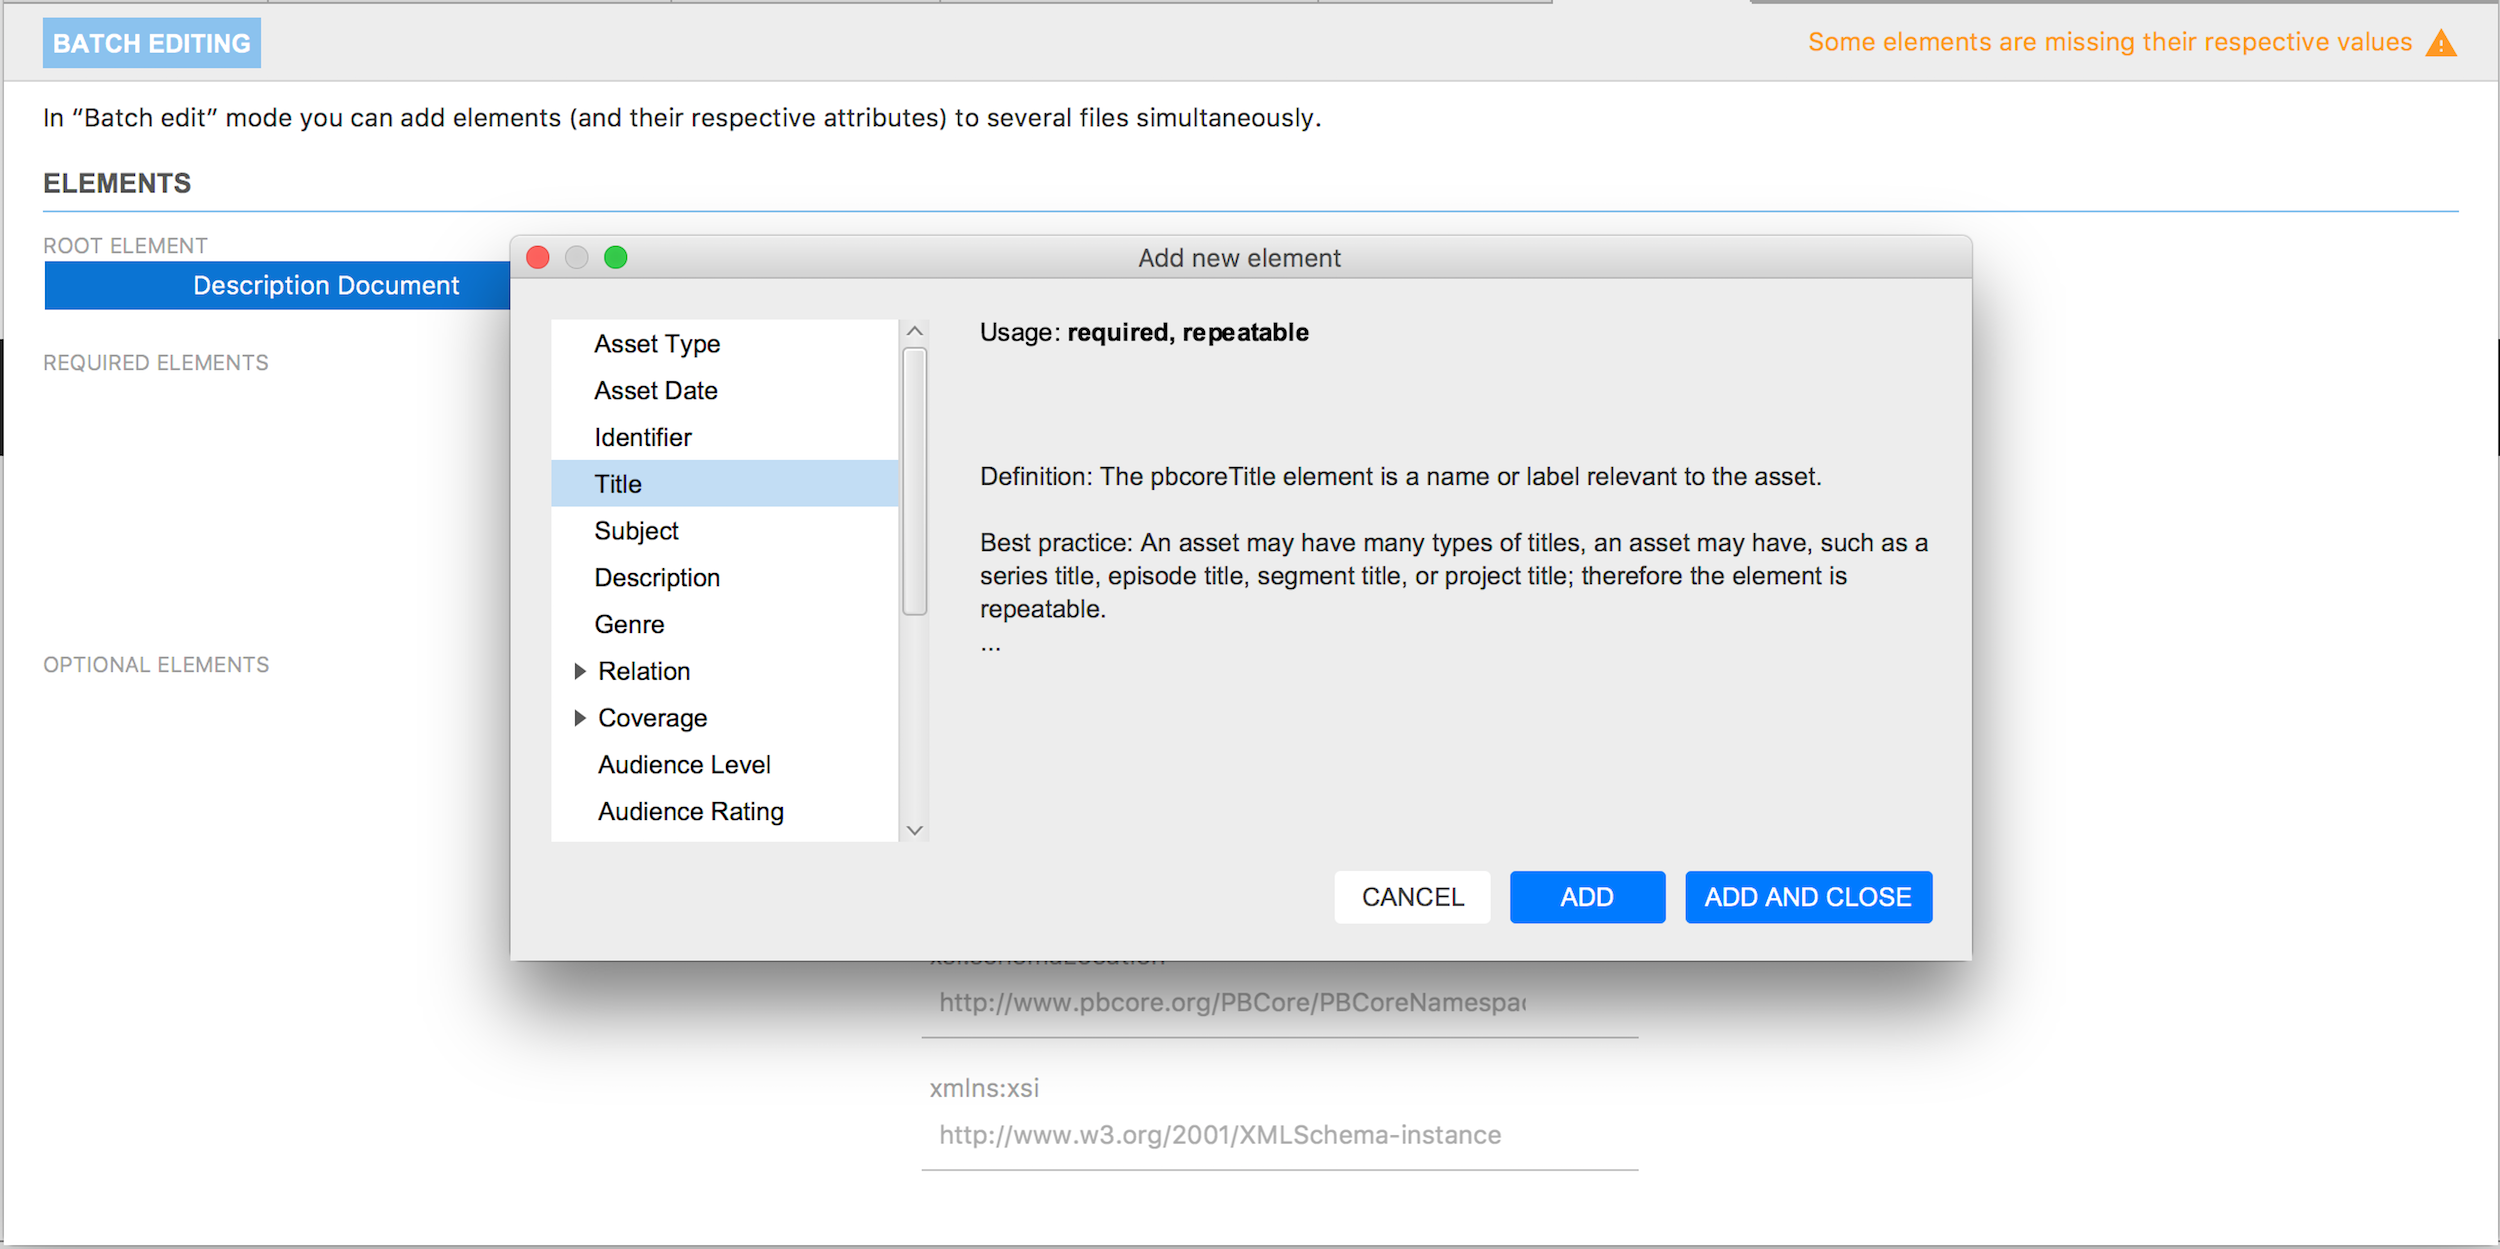 BATCH EDITING
Some elements are missing their respective values
In “Batch edit” mode you can add elements (and their respective attributes) to several files simultaneously.
ELEMENTS
ROOT ELEMENT
Description Document
REQUIRED ELEMENTS
OPTIONAL ELEMENTS
Add new element
Asset Type
Asset Date
Identifier
Title
Subject
Description
Genre
Relation
Coverage
Audience Level
Audience Rating
Usage: required, repeatable
Definition: The pbcoreTitle element is a name or label relevant to the asset.
Best practice: An asset may have many types of titles, an asset may have, such as a
series title, episode title, segment title, or project title; therefore the element is
repeatable.
...
CANCEL
ADD
ADD AND CLOSE
http://www.pbcore.org/PBCore/PBCoreNamespac
xmlns:xsi
http://www.w3.org/2001/XMLSchema-instance